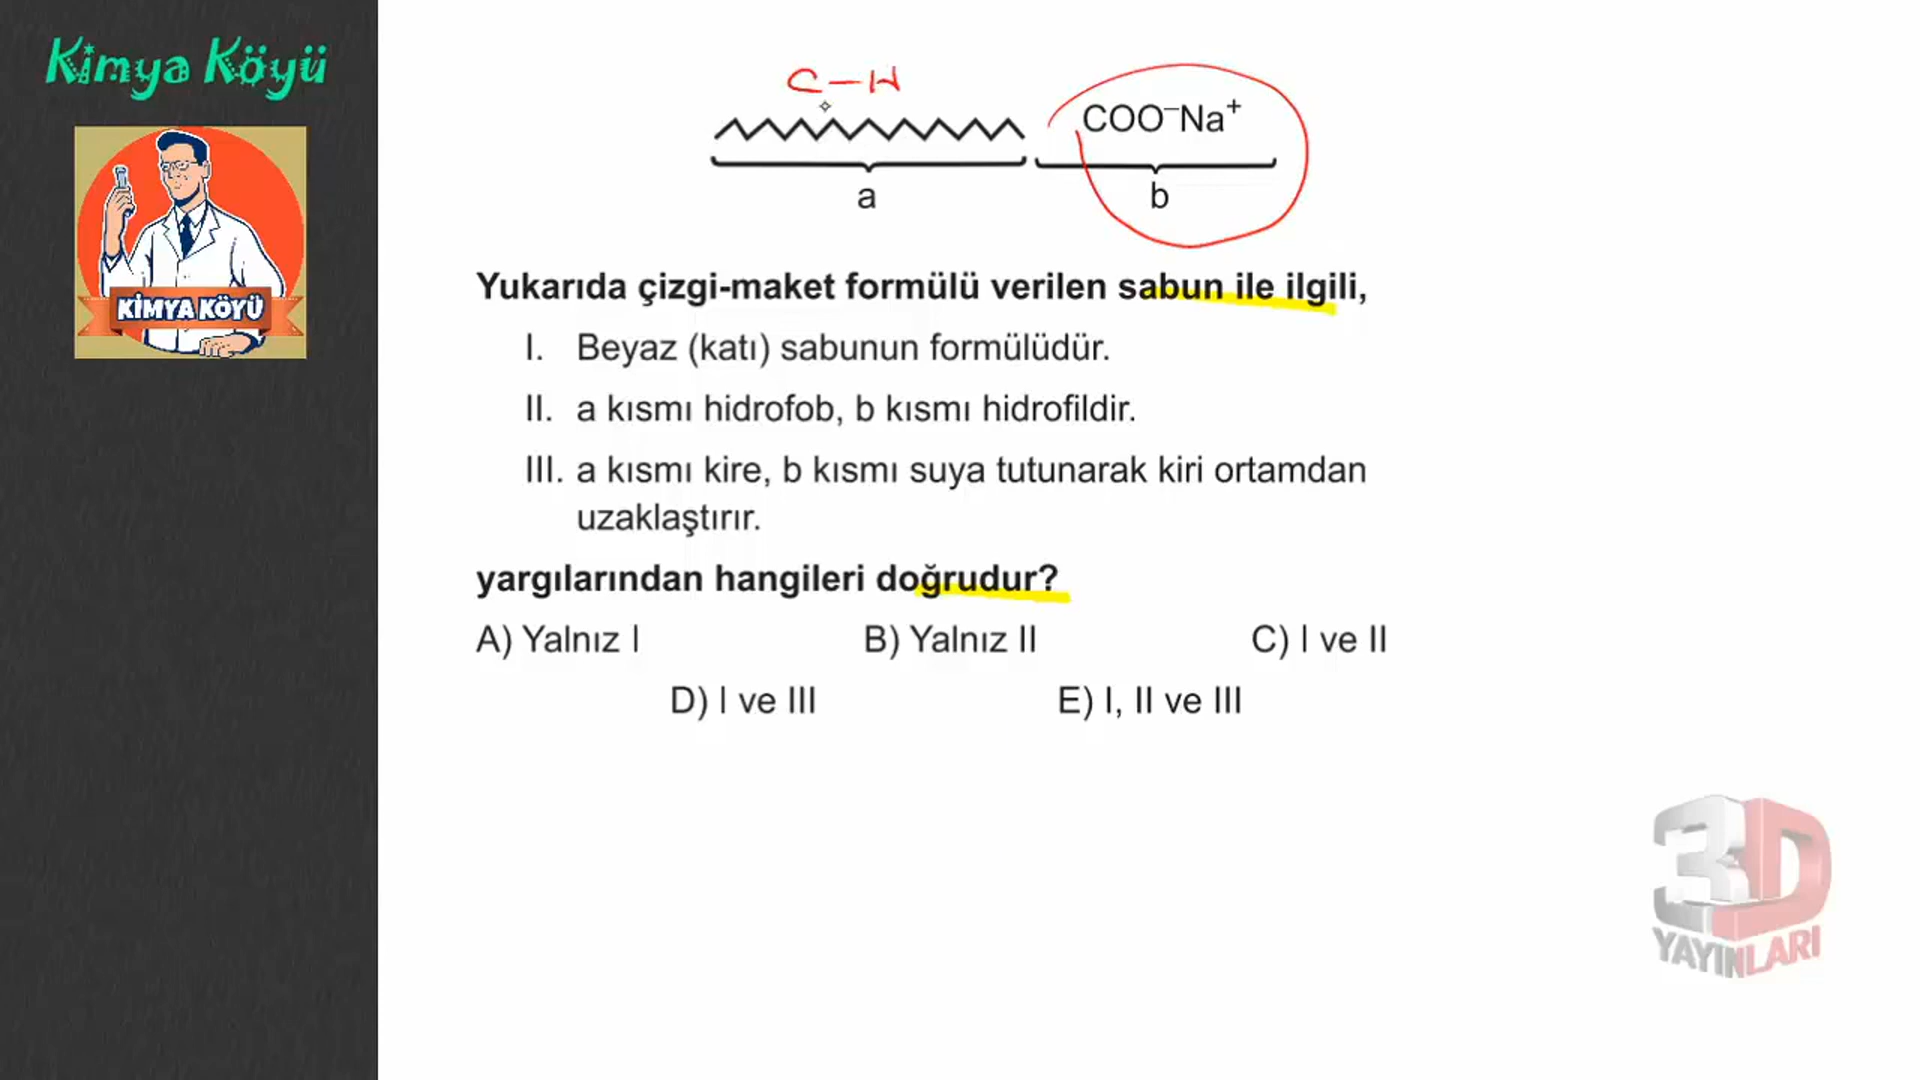 Kimya Köyü
KİMYA KÖYÜ
C-H
COO⁻Na⁺
a
b
Yukarıda çizgi-maket formülü verilen sabun ile ilgili,
I. Beyaz (katı) sabunun formülüdür.
II. a kısmı hidrofob, b kısmı hidrofildir.
III. a kısmı kire, b kısmı suya tutunarak kiri ortamdan
uzaklaştırır.
yargılarından hangileri doğrudur?
A) Yalnız I B) Yalnız II C) I ve II
D) I ve III E) I, II ve III
3D
YAYINLARI